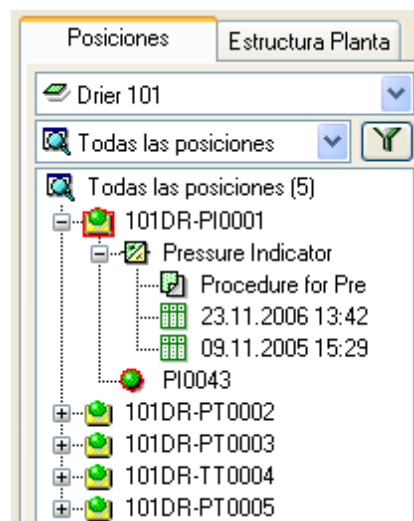 Posiciones
Estructura Planta
Drier 101
Todas las posiciones
Todas las posiciones (5)
101DR-PI0001
Pressure Indicator
Procedure for Pre
23.11.2006 13:42
09.11.2005 15:29
PI0043
101DR-PT0002
101DR-PT0003
101DR-TT0004
101DR-PT0005